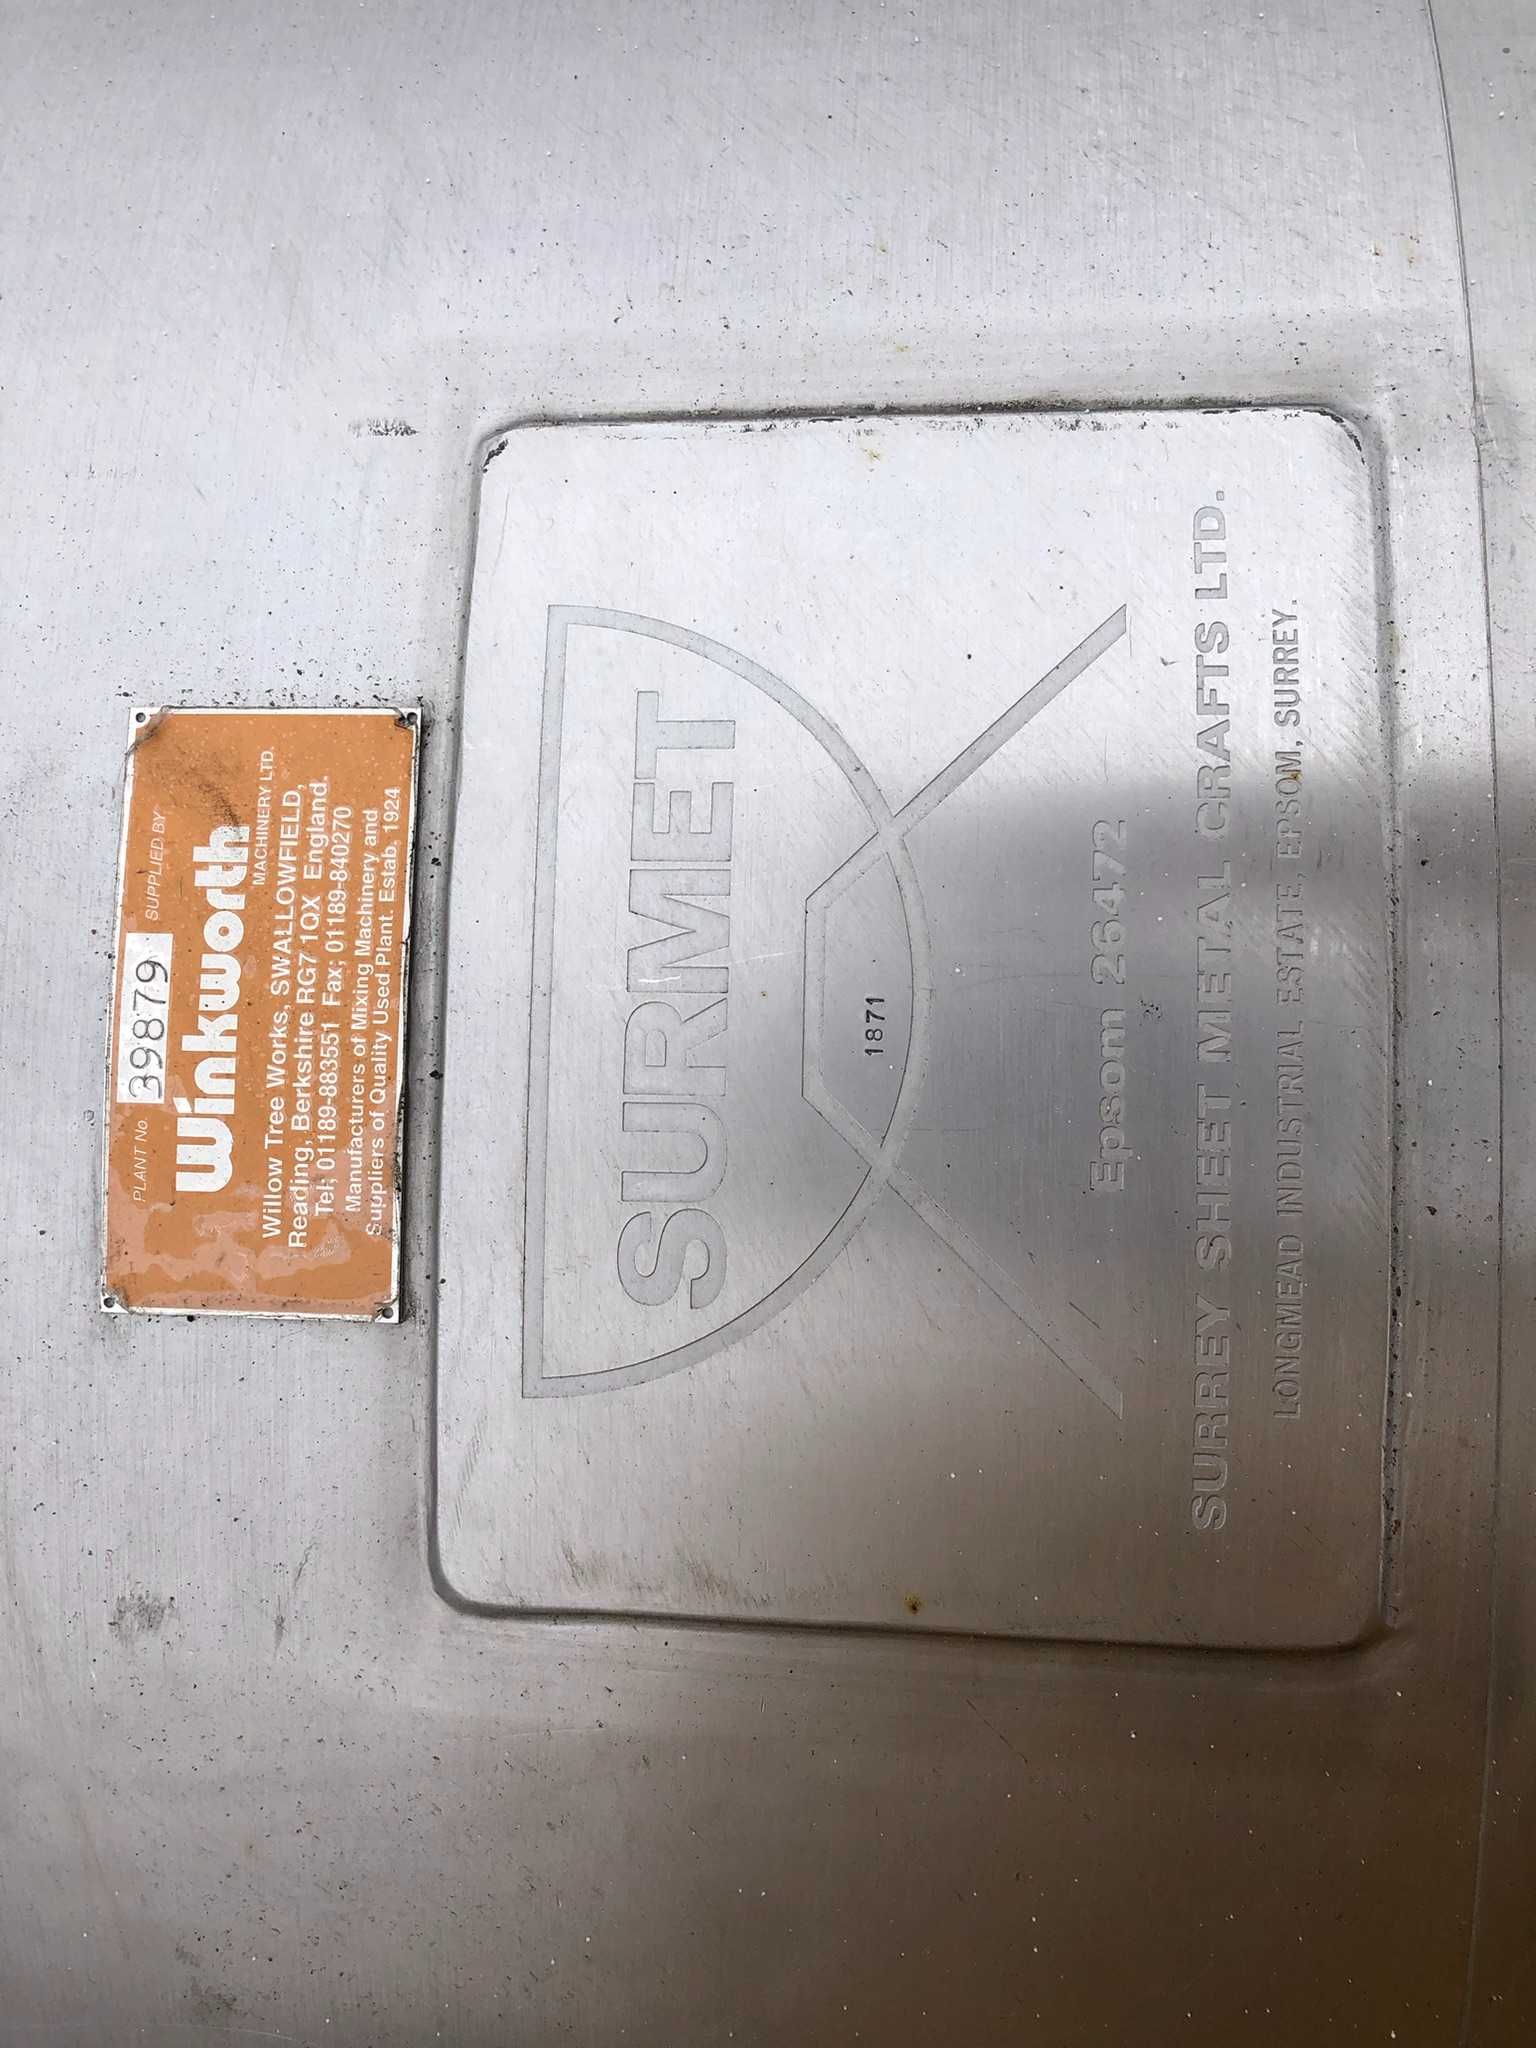 PLANT No. 39879 SUPPLIED BY
Winkworth
MACHINERY LTD.
Willow Tree Works, SWALLOWFIELD,
Reading, Berkshire RG7 1QX England.
Tel; 01189-883551 Fax; 01189-840270
Manufacturers of Mixing Machinery and
Suppliers of Quality Used Plant. Estab, 1924
SURMET
1871
Epsom 26472
SURREY SHEET METAL CRAFTS LTD.
LONGMEAD INDUSTRIAL ESTATE, EPSOM, SURREY.